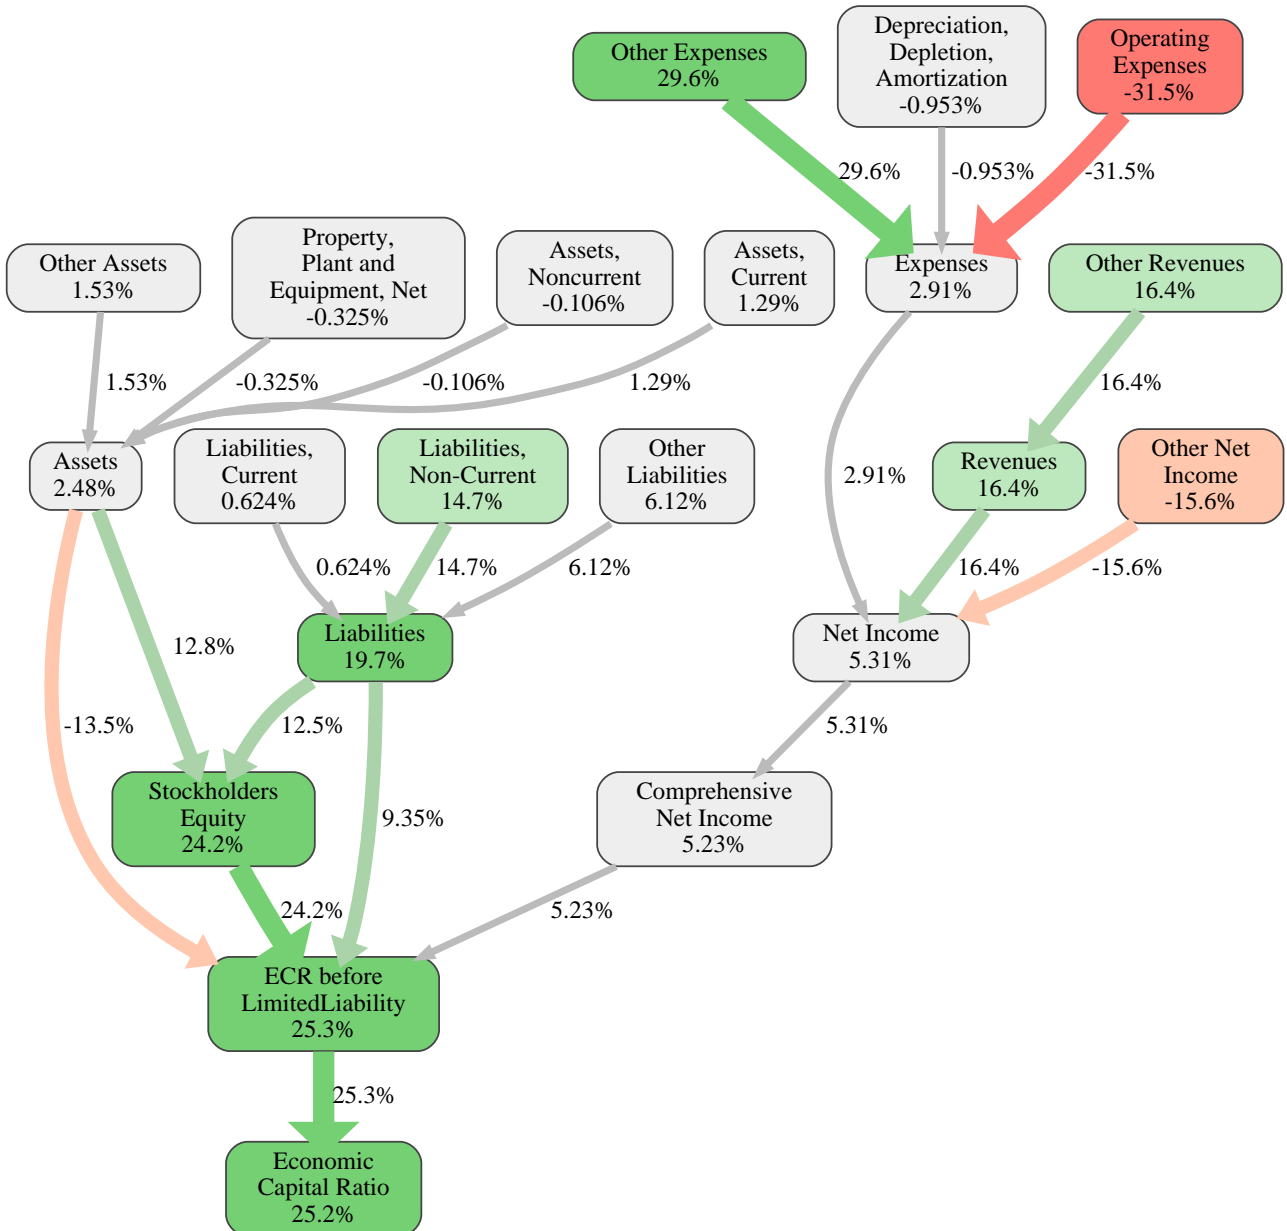 Other Expenses
29.6%
Depreciation,
Depletion,
Amortization
-0.953%
Operating
Expenses
-31.5%
29.6%
-0.953%
-31.5%
Other Assets
1.53%
Property,
Plant and
Equipment, Net
-0.325%
Assets,
Noncurrent
-0.106%
Assets,
Current
1.29%
Expenses
2.91%
Other Revenues
16.4%
1.53%
-0.325%
-0.106%
1.29%
16.4%
Assets
2.48%
Liabilities,
Current
0.624%
Liabilities,
Non-Current
14.7%
Other
Liabilities
6.12%
2.91%
Revenues
16.4%
Other Net
Income
-15.6%
0.624%
14.7%
6.12%
16.4%
-15.6%
12.8%
Liabilities
19.7%
Net Income
5.31%
-13.5%
12.5%
5.31%
Stockholders
Equity
24.2%
9.35%
Comprehensive
Net Income
5.23%
24.2%
5.23%
ECR before
LimitedLiability
25.3%
25.3%
Economic
Capital Ratio
25.2%